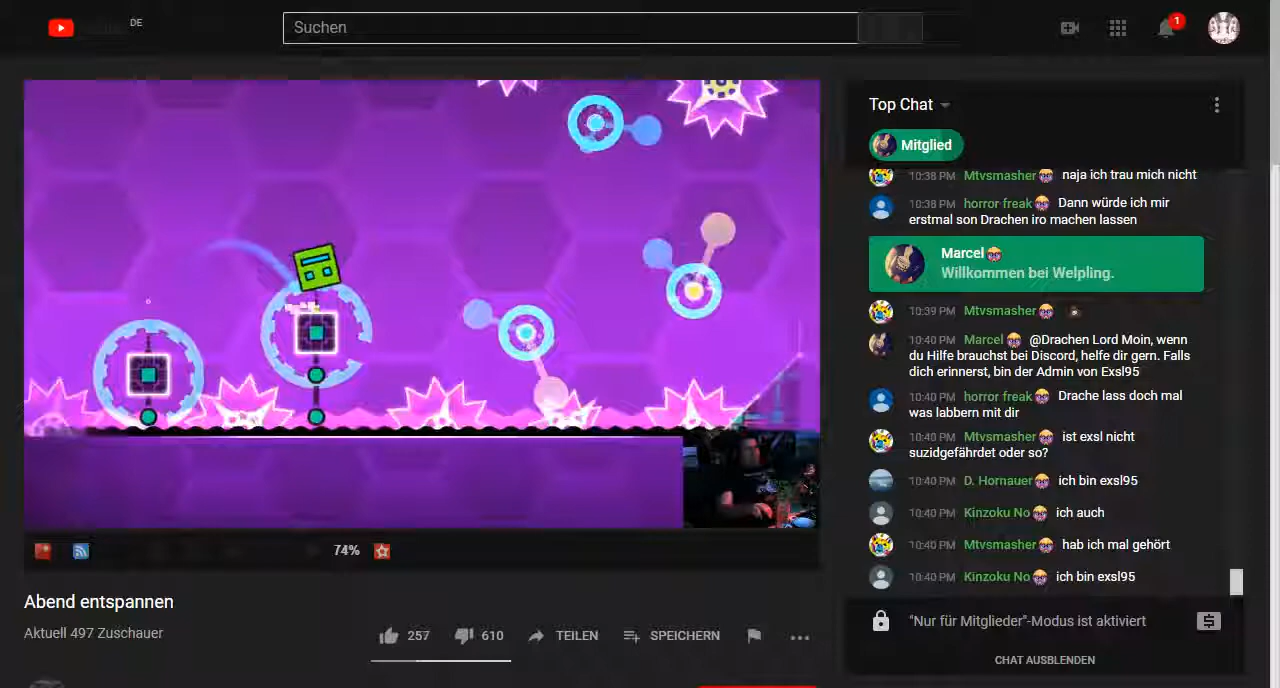 DE
Suchen
1
Top Chat
Mitglied
10:38 PM Mtvsmasher naja ich trau mich nicht
10:38 PM horror freak Dann würde ich mir
erstmal son Drachen iro machen lassen
Marcel
Willkommen bei Welpling.
10:39 PM Mtvsmasher
10:40 PM Marcel @Drachen Lord Moin, wenn
du Hilfe brauchst bei Discord, helfe dir gern. Falls
dich erinnerst, bin der Admin von Exsl95
10:40 PM horror freak Drache lass doch mal
was labbern mit dir
10:40 PM Mtvsmasher ist exsl nicht
suzidgefährdet oder so?
10:40 PM D. Hornauer ich bin exsl95
10:40 PM Kinzoku No ich auch
10:40 PM Mtvsmasher hab ich mal gehört
10:40 PM Kinzoku No ich bin exsl95
74%
Abend entspannen
Aktuell 497 Zuschauer
257
610
TEILEN
SPEICHERN
"Nur für Mitglieder"-Modus ist aktiviert
CHAT AUSBLENDEN